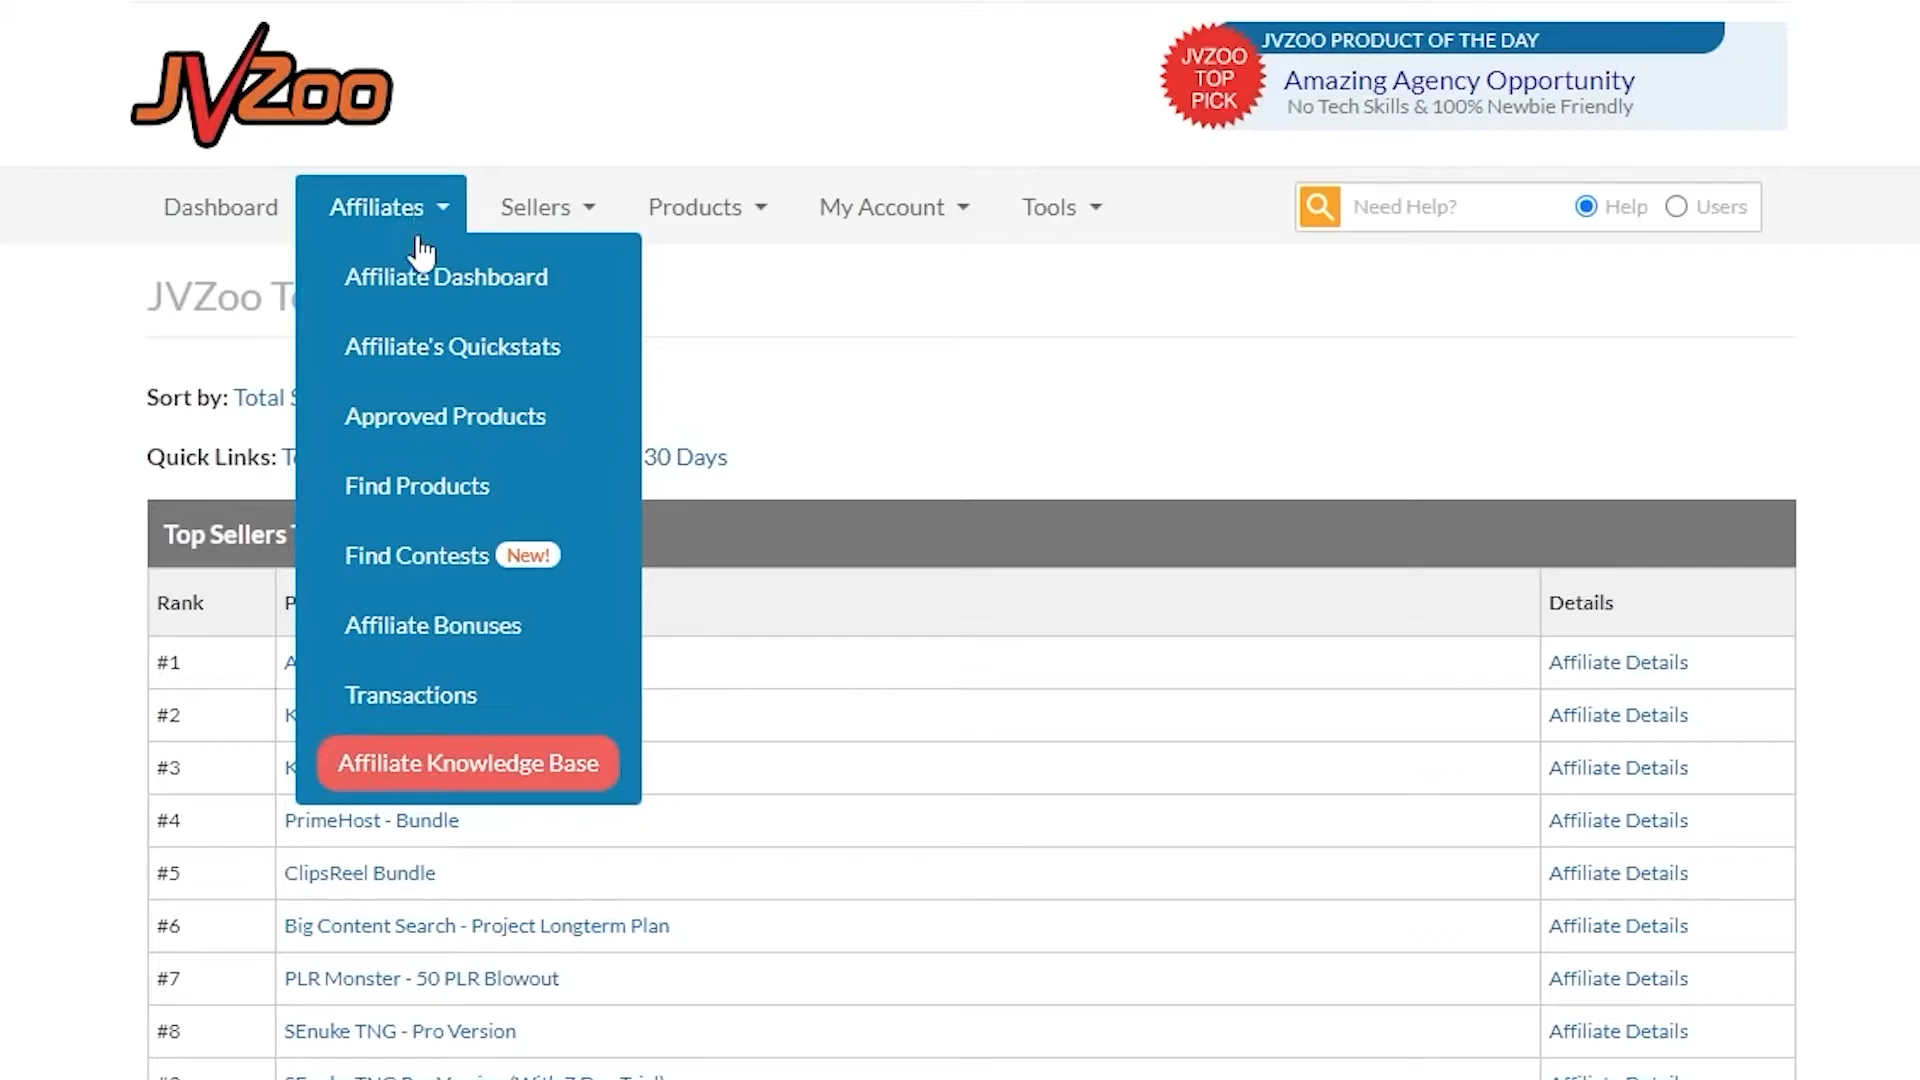 JVZoo
JVZOO TOP PICK
JVZOO PRODUCT OF THE DAY
Amazing Agency Opportunity
No Tech Skills & 100% Newbie Friendly
Dashboard Affiliates Sellers Products My Account Tools Need Help? Help Users
Affiliate Dashboard
JVZoo
Affiliate's Quickstats
Sort by: Total
Approved Products
Quick Links: 30 Days
Find Products
Top Sellers
Find Contests New!
Rank Details
Affiliate Bonuses
#1 Affiliate Details
Transactions
#2 Affiliate Details
Affiliate Knowledge Base
#3 Affiliate Details
#4 PrimeHost - Bundle Affiliate Details
#5 ClipsReel Bundle Affiliate Details
#6 Big Content Search - Project Longterm Plan Affiliate Details
#7 PLR Monster - 50 PLR Blowout Affiliate Details
#8 SEnuke TNG - Pro Version Affiliate Details